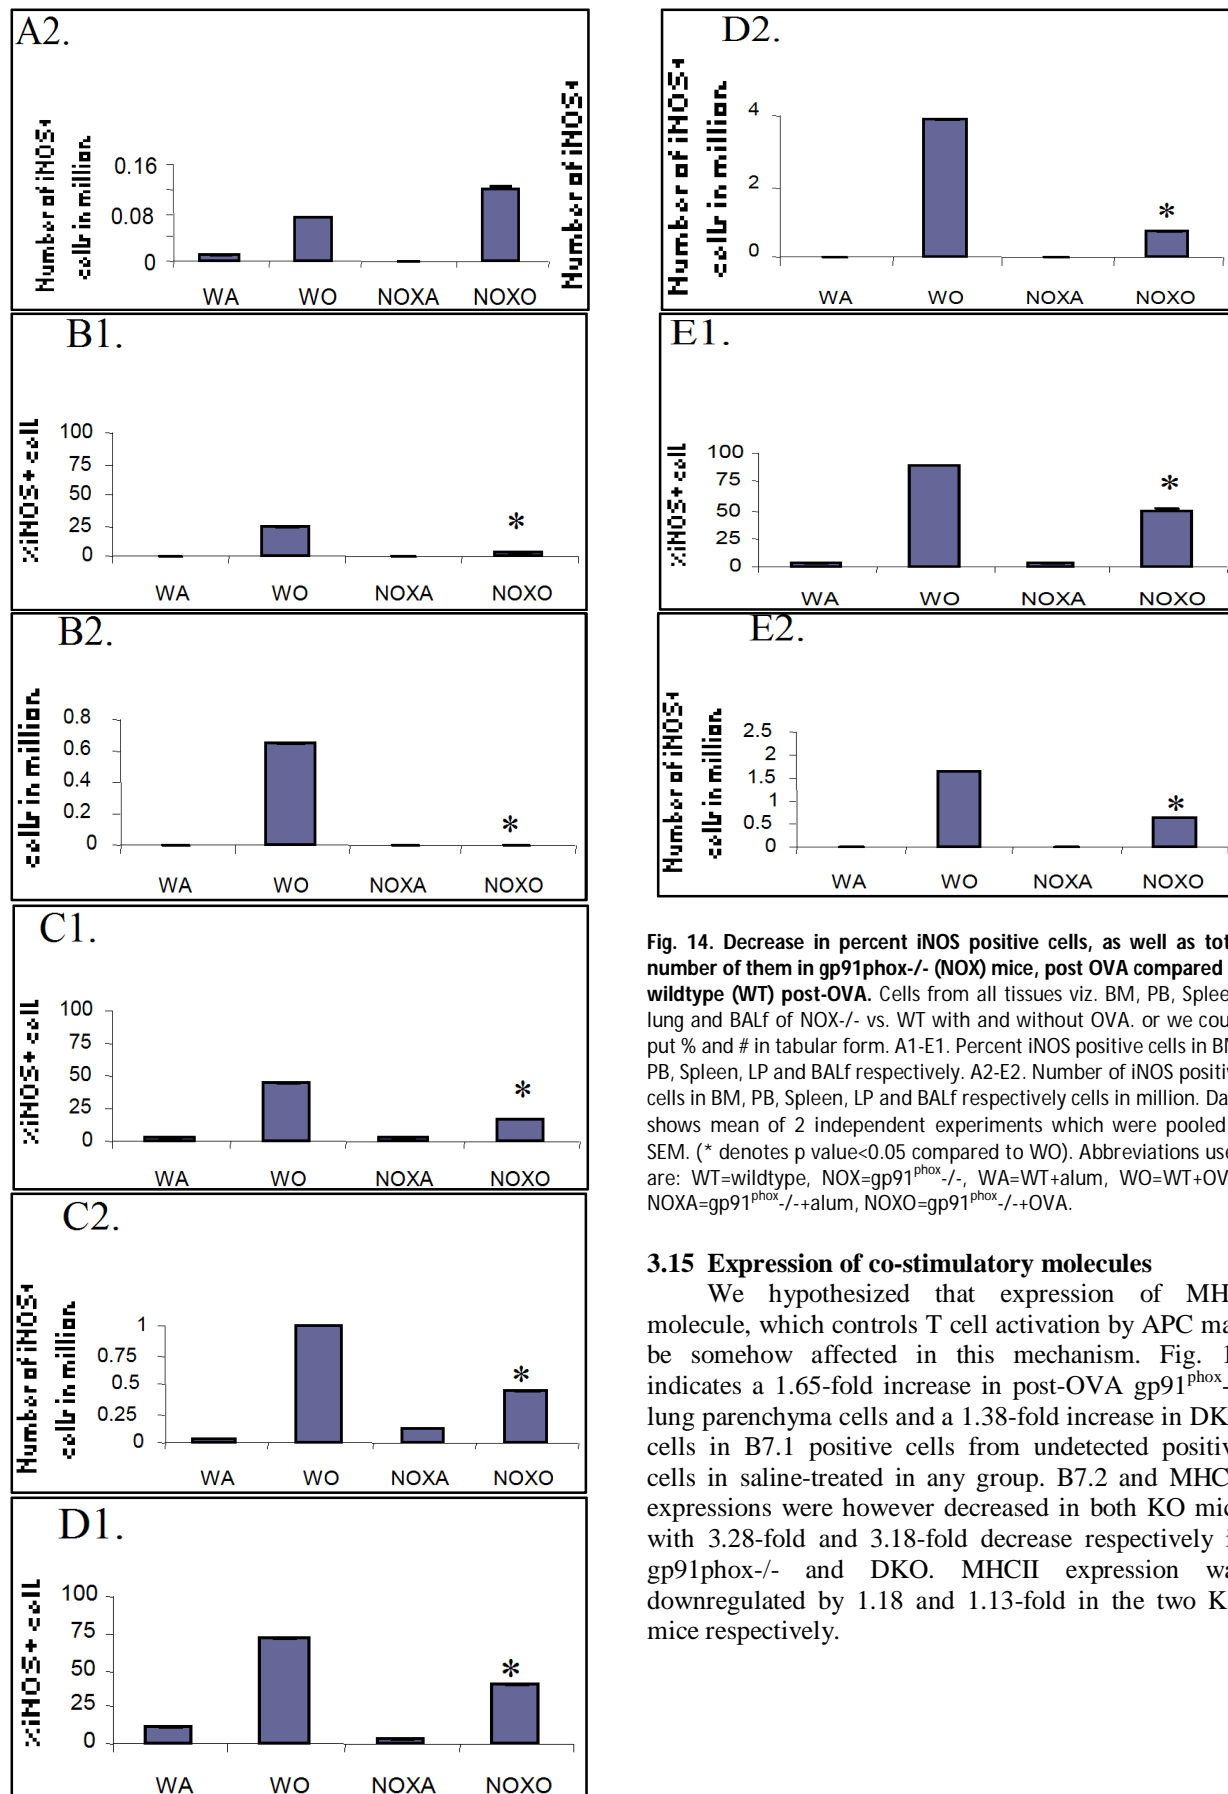 A2.
Number of iNOS+
cells in million
Number of iNOS+
0.16
0.08
0
WA WO NOXA NOXO
B1.
%iNOS+ cell
100
75
50
25
0
*
WA WO NOXA NOXO
B2.
cells in million
0.8
0.6
0.4
0.2
0
*
WA WO NOXA NOXO
C1.
%iNOS+ cell
100
75
50
25
0
*
WA WO NOXA NOXO
C2.
Number of iNOS+
cells in million
1
0.75
0.5
0.25
0
*
WA WO NOXA NOXO
D1.
%iNOS+ cell
100
75
50
25
0
*
WA WO NOXA NOXO
D2.
Number of iNOS+
cells in million
4
2
0
*
WA WO NOXA NOXO
E1.
%iNOS+ cell
100
75
50
25
0
*
WA WO NOXA NOXO
E2.
Number of iNOS+
cells in million
2.5
2
1.5
1
0.5
0
*
WA WO NOXA NOXO
Fig. 14. Decrease in percent iNOS positive cells, as well as tot
number of them in gp91phox-/- (NOX) mice, post OVA compared
wildtype (WT) post-OVA. Cells from all tissues viz. BM, PB, Splee
lung and BALf of NOX-/- vs. WT with and without OVA. or we cou
put % and # in tabular form. A1-E1. Percent iNOS positive cells in BM
PB, Spleen, LP and BALf respectively. A2-E2. Number of iNOS positiv
cells in BM, PB, Spleen, LP and BALf respectively cells in million. Da
shows mean of 2 independent experiments which were pooled
SEM. (* denotes p value<0.05 compared to WO). Abbreviations use
are: WT=wildtype, NOX=gp91phox-/-, WA=WT+alum, WO=WT+OV
NOXA=gp91phox-/-+alum, NOXO=gp91phox-/-+OVA.
3.15 Expression of co-stimulatory molecules
We hypothesized that expression of MH
molecule, which controls T cell activation by APC ma
be somehow affected in this mechanism. Fig. 1
indicates a 1.65-fold increase in post-OVA gp91phox-
lung parenchyma cells and a 1.38-fold increase in DK
cells in B7.1 positive cells from undetected positiv
cells in saline-treated in any group. B7.2 and MHC
expressions were however decreased in both KO mic
with 3.28-fold and 3.18-fold decrease respectively i
gp91phox-/- and DKO. MHCII expression wa
downregulated by 1.18 and 1.13-fold in the two K
mice respectively.